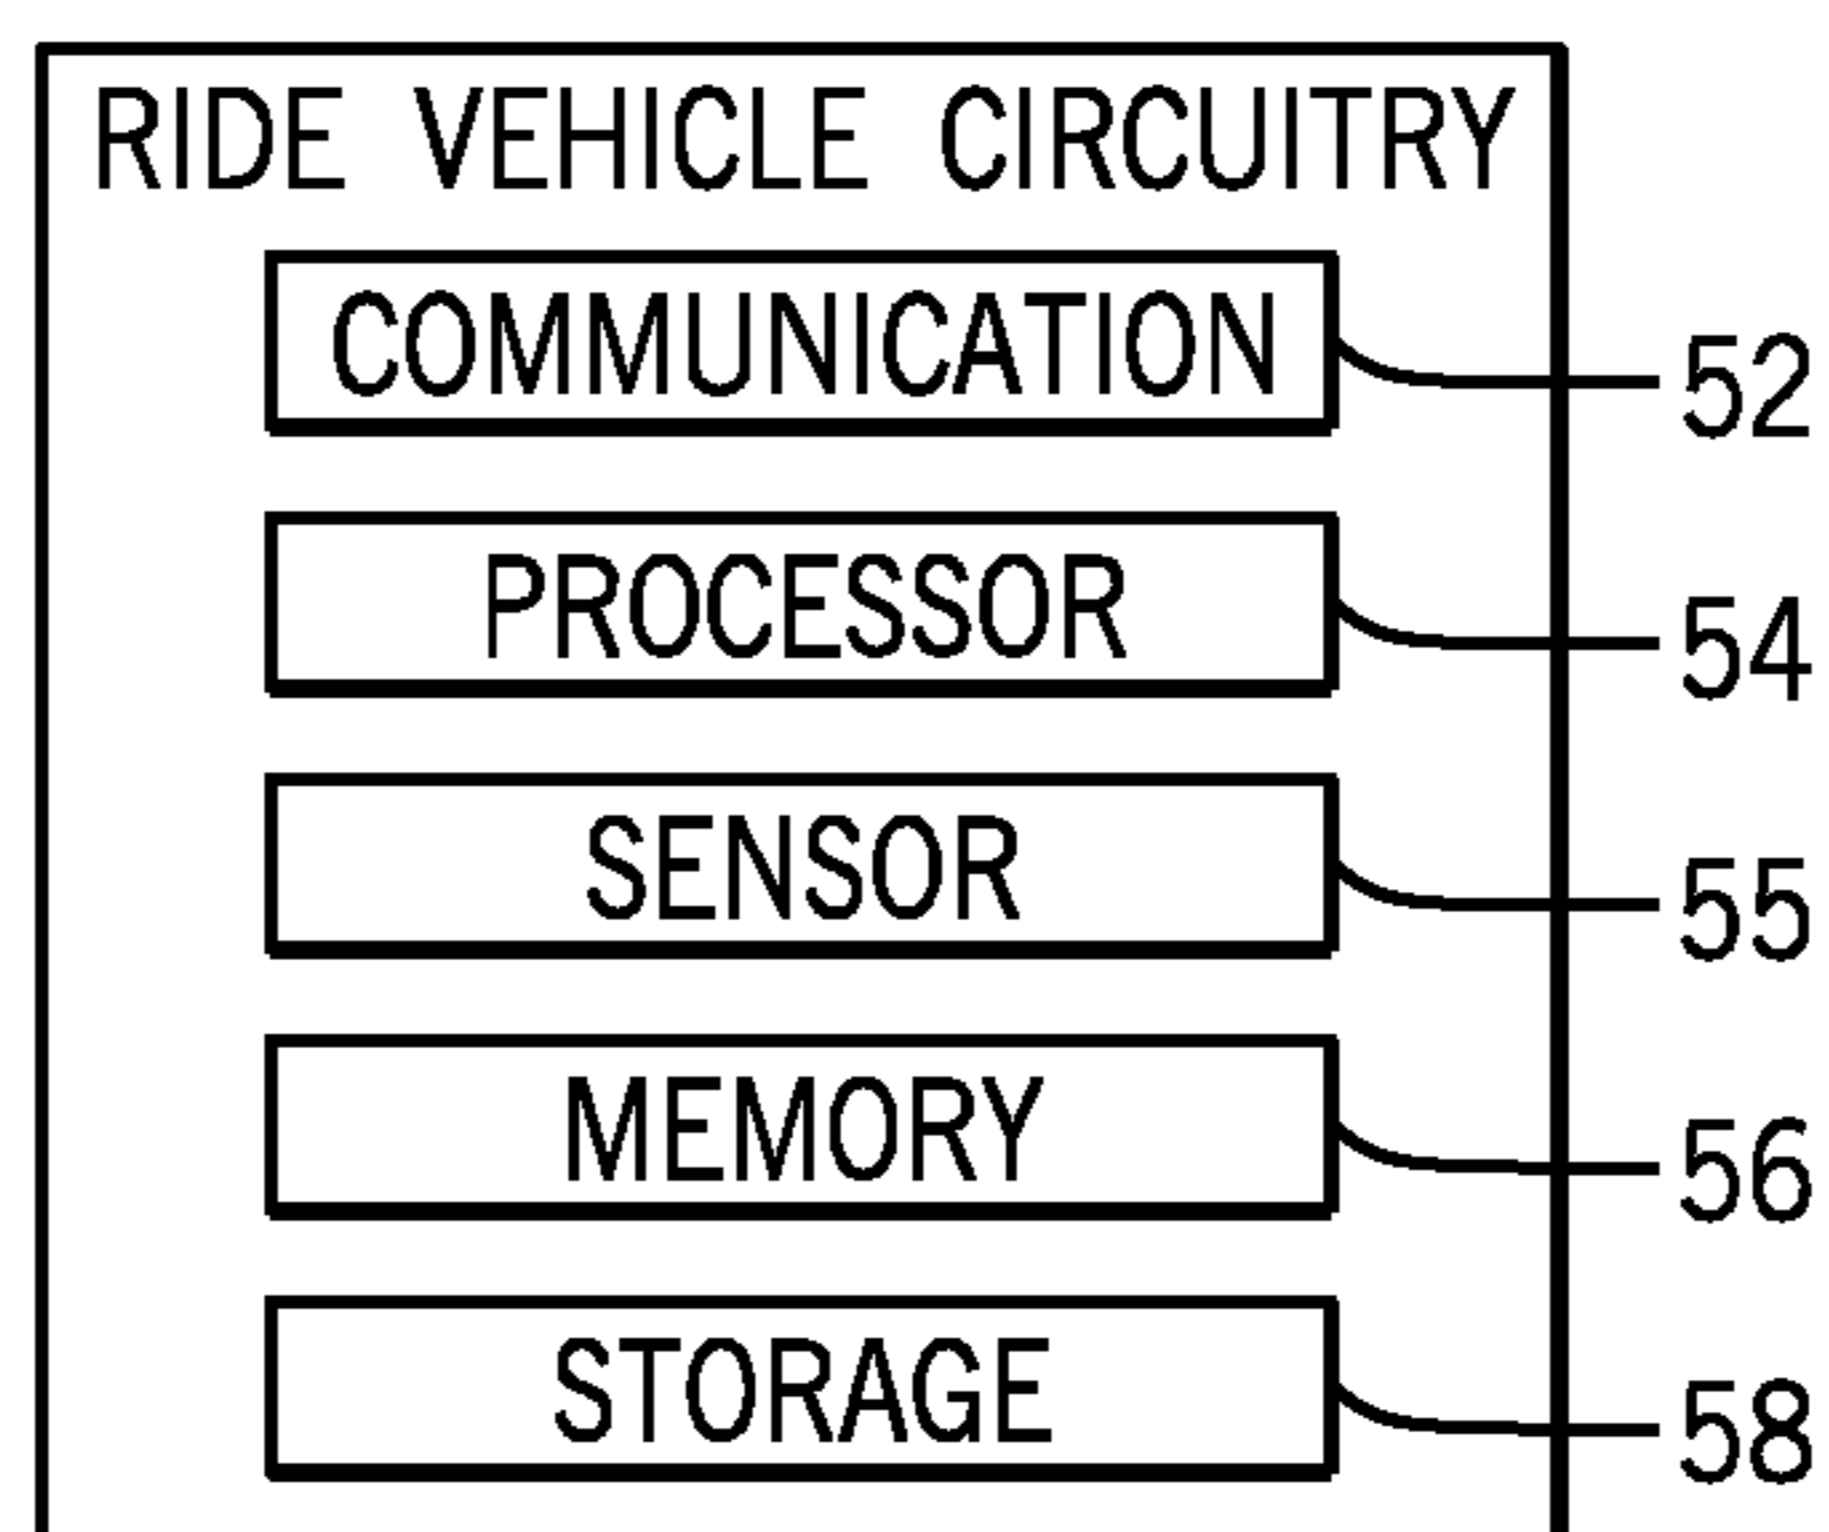 RIDE VEHICLE CIRCUITRY
COMMUNICATION 52
PROCESSOR 54
SENSOR 55
MEMORY 56
STORAGE 58